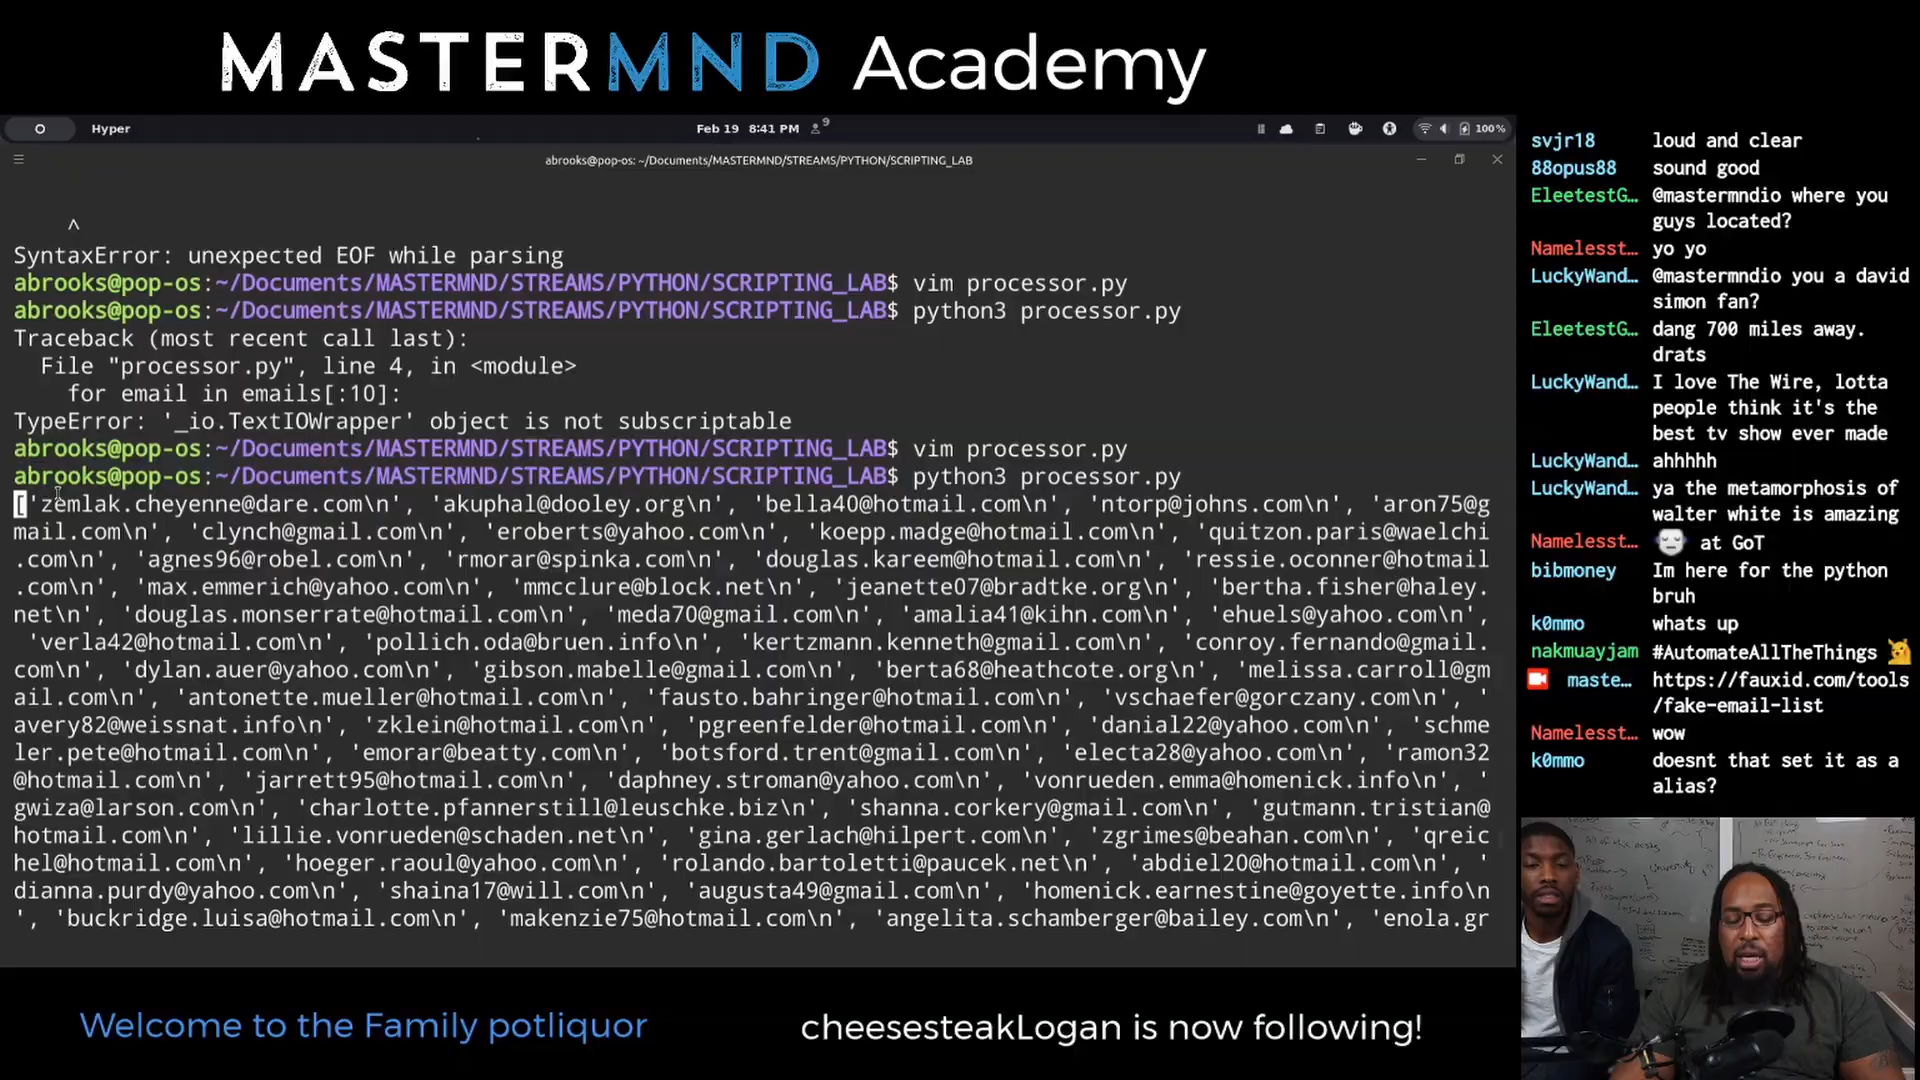 MASTERMND Academy
Hyper
Feb 19 8:41 PM
9
100%
abrooks@pop-os: ~/Documents/MASTERMND/STREAMS/PYTHON/SCRIPTING_LAB
^
SyntaxError: unexpected EOF while parsing
abrooks@pop-os:~/Documents/MASTERMND/STREAMS/PYTHON/SCRIPTING_LAB$ vim processor.py
abrooks@pop-os:~/Documents/MASTERMND/STREAMS/PYTHON/SCRIPTING_LAB$ python3 processor.py
Traceback (most recent call last):
File "processor.py", line 4, in <module>
for email in emails[:10]:
TypeError: '_io.TextIOWrapper' object is not subscriptable
abrooks@pop-os:~/Documents/MASTERMND/STREAMS/PYTHON/SCRIPTING_LAB$ vim processor.py
abrooks@pop-os:~/Documents/MASTERMND/STREAMS/PYTHON/SCRIPTING_LAB$ python3 processor.py
['zemlak.cheyenne@dare.com\n', 'akuphal@dooley.org\n', 'bella40@hotmail.com\n', 'ntorp@johns.com\n', 'aron75@g
mail.com\n', 'clynch@gmail.com\n', 'eroberts@yahoo.com\n', 'koepp.madge@hotmail.com\n', 'quitzon.paris@waelchi
.com\n', 'agnes96@robel.com\n', 'rmorar@spinka.com\n', 'douglas.kareem@hotmail.com\n', 'ressie.oconner@hotmail
.com\n', 'max.emmerich@yahoo.com\n', 'mmcclure@block.net\n', 'jeanette07@bradtke.org\n', 'bertha.fisher@haley.
net\n', 'douglas.monserrate@hotmail.com\n', 'meda70@gmail.com\n', 'amalia41@kihn.com\n', 'ehuels@yahoo.com\n',
'verla42@hotmail.com\n', 'pollich.oda@bruen.info\n', 'kertzmann.kenneth@gmail.com\n', 'conroy.fernando@gmail.
com\n', 'dylan.auer@yahoo.com\n', 'gibson.mabelle@gmail.com\n', 'berta68@heathcote.org\n', 'melissa.carroll@gm
ail.com\n', 'antonette.mueller@hotmail.com\n', 'fausto.bahringer@hotmail.com\n', 'vschaefer@gorczany.com\n', '
avery82@weissnat.info\n', 'zklein@hotmail.com\n', 'pgreenfelder@hotmail.com\n', 'danial22@yahoo.com\n', 'schme
ler.pete@hotmail.com\n', 'emorar@beatty.com\n', 'botsford.trent@gmail.com\n', 'electa28@yahoo.com\n', 'ramon32
@hotmail.com\n', 'jarrett95@hotmail.com\n', 'daphney.stroman@yahoo.com\n', 'vonrueden.emma@homenick.info\n', '
gwiza@larson.com\n', 'charlotte.pfannerstill@leuschke.biz\n', 'shanna.corkery@gmail.com\n', 'gutmann.tristian@
hotmail.com\n', 'lillie.vonrueden@schaden.net\n', 'gina.gerlach@hilpert.com\n', 'zgrimes@beahan.com\n', 'qreic
hel@hotmail.com\n', 'hoeger.raoul@yahoo.com\n', 'rolando.bartoletti@paucek.net\n', 'abdiel20@hotmail.com\n', '
dianna.purdy@yahoo.com\n', 'shaina17@will.com\n', 'augusta49@gmail.com\n', 'homenick.earnestine@goyette.info\n
', 'buckridge.luisa@hotmail.com\n', 'makenzie75@hotmail.com\n', 'angelita.schamberger@bailey.com\n', 'enola.gr
svjr18 loud and clear
88opus88 sound good
EleetestG… @mastermndio where you
guys located?
Namelesst… yo yo
LuckyWand… @mastermndio you a david
simon fan?
EleetestG… dang 700 miles away.
drats
LuckyWand… I love The Wire, lotta
people think it's the
best tv show ever made
LuckyWand… ahhhhh
LuckyWand… ya the metamorphosis of
walter white is amazing
Namelesst… at GoT
bibmoney Im here for the python
bruh
k0mmo whats up
nakmuayjam #AutomateAllTheThings
maste… https://fauxid.com/tools
/fake-email-list
Namelesst… wow
k0mmo doesnt that set it as a
alias?
Welcome to the Family potliquor
cheesesteakLogan is now following!